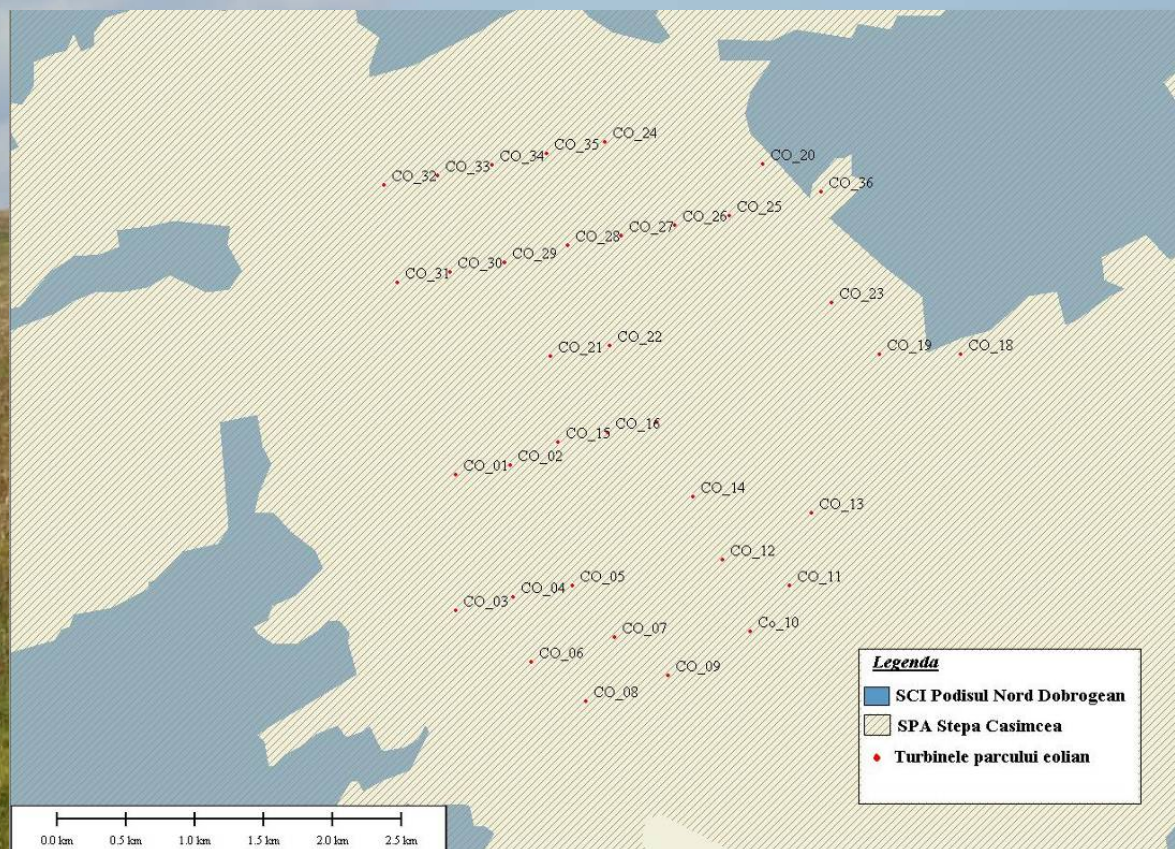 CO_24
CO_35
CO_34
CO_33
CO_32
CO_20
CO_36
CO_25
CO_26
CO_27
CO_28
CO_29
CO_30
CO_31
CO_23
CO_22
CO_21
CO_19
CO_18
CO_16
CO_15
CO_02
CO_01
CO_14
CO_13
CO_12
CO_11
CO_05
CO_04
CO_03
Co_10
CO_07
CO_06
CO_09
CO_08
Legenda
SCI Podisul Nord Dobrogean
SPA Stepa Casimcea
Turbinele parcului eolian
0.0 km 0.5 km 1.0 km 1.5 km 2.0 km 2.5 km